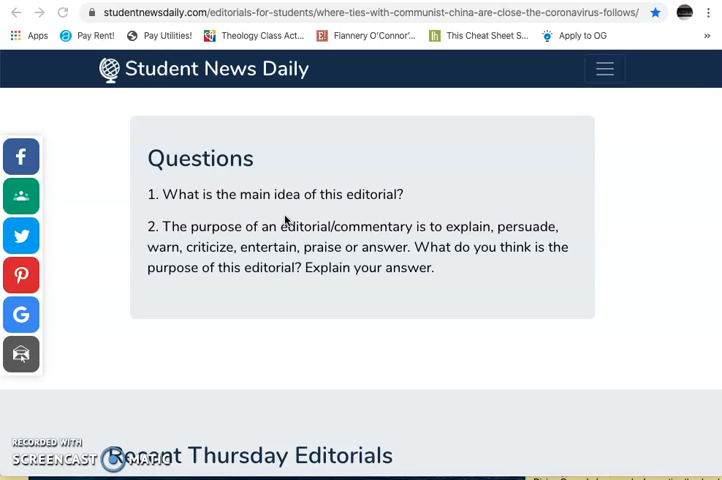 studentnewsdaily.com/editorials-for-students/where-ties-with-communist-china-are-close-the-coronavirus-follows/
Apps Pay Rent! Pay Utilities! Theology Class Act... Flannery O'Connor'... This Cheat Sheet S... Apply to OG »
Student News Daily
Questions
1. What is the main idea of this editorial?
2. The purpose of an editorial/commentary is to explain, persuade,
warn, criticize, entertain, praise or answer. What do you think is the
purpose of this editorial? Explain your answer.
RECORDED WITH
SCREENCAST MATIC
Recent Thursday Editorials